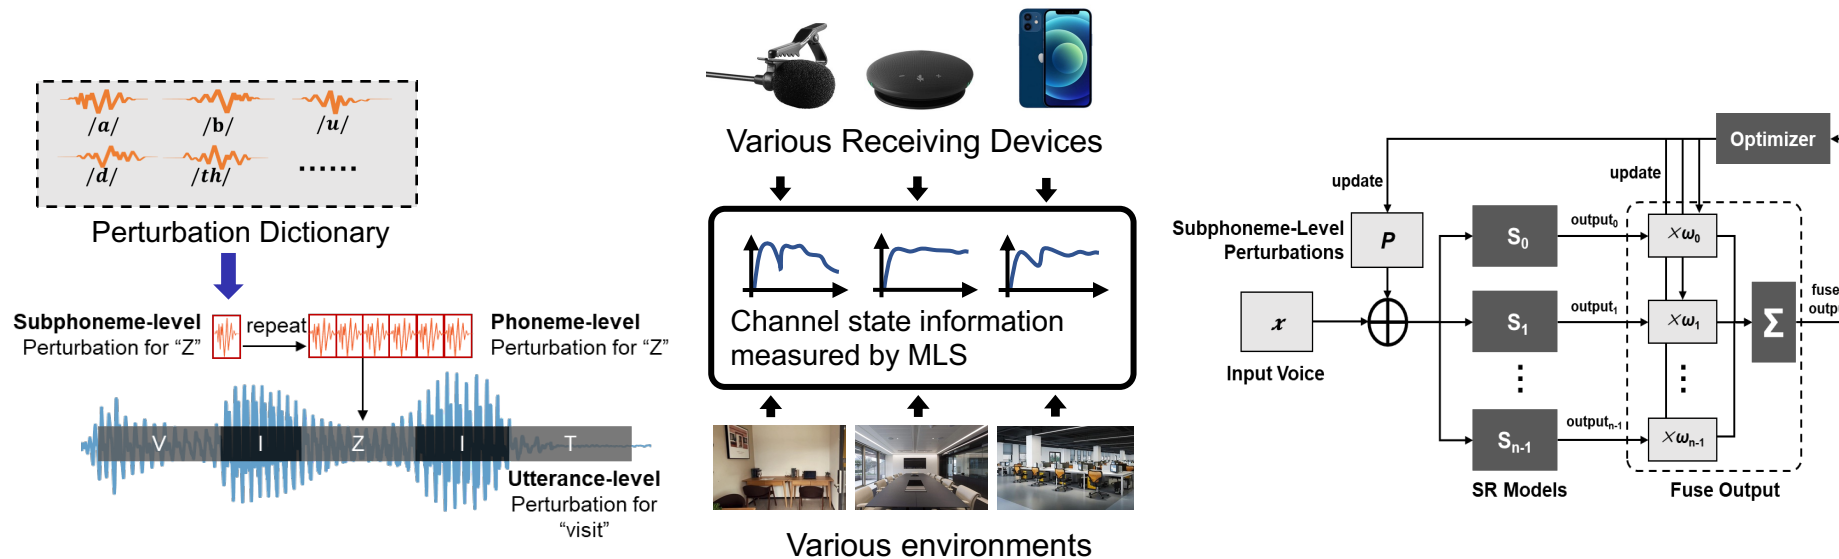 /a/
/b/
/u/
/d/
/th/
......
Perturbation Dictionary
Subphoneme-level
Perturbation for “Z”
repeat
Phoneme-level
Perturbation for “Z”
V
I
Z
I
T
Utterance-level
Perturbation for
“visit”
Various Receiving Devices
Channel state information
measured by MLS
Various environments
Optimizer
update
update
Subphoneme-Level
Perturbations
P
x
Input Voice
S0
S1
⋮
Sn-1
SR Models
output0
output1
outputn-1
×ω0
×ω1
⋮
×ωn-1
Fuse Output
Σ
fuse
outpu